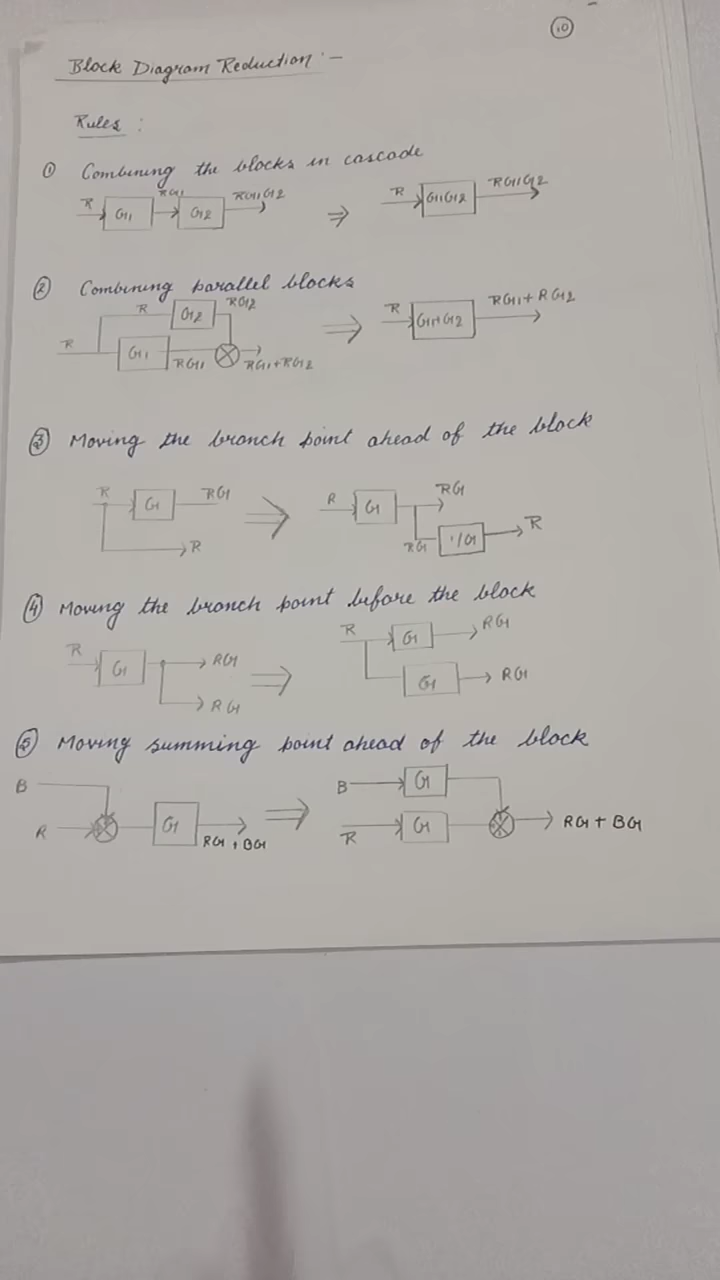 10
Block Diagram Reduction :-
Rules :
① Combining the blocks in cascade
R G1 RG1 G2 RG1G2 ⇒ R G1G2 RG1G2
② Combining parallel blocks
R G2 RG2
R G1 RG1 RG1+RG2 ⇒ R G1+G2 RG1+RG2
③ Moving the branch point ahead of the block
R G1 RG1 ⇒ R G1 RG1
R RG1 1/G1 R
④ Moving the branch point before the block
R G1 RG1 ⇒ R G1 RG1
RG1 G1 RG1
⑤ Moving summing point ahead of the block
B ⇒ B G1
R G1 RG1+BG1 R G1 RG1+BG1